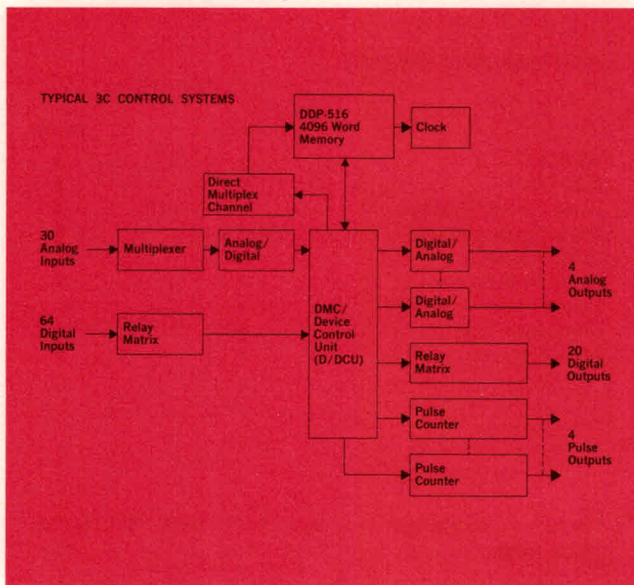 TYPICAL 3C CONTROL SYSTEMS
DDP-516
4096 Word
Memory
Clock
Direct
Multiplex
Channel
30
Analog
Inputs
Multiplexer
Analog/
Digital
Digital/
Analog
4
Analog
Outputs
Digital/
Analog
64
Digital
Inputs
Relay
Matrix
DMC/
Device
Control
Unit
(D/DCU)
Relay
Matrix
20
Digital
Outputs
Pulse
Counter
4
Pulse
Outputs
Pulse
Counter